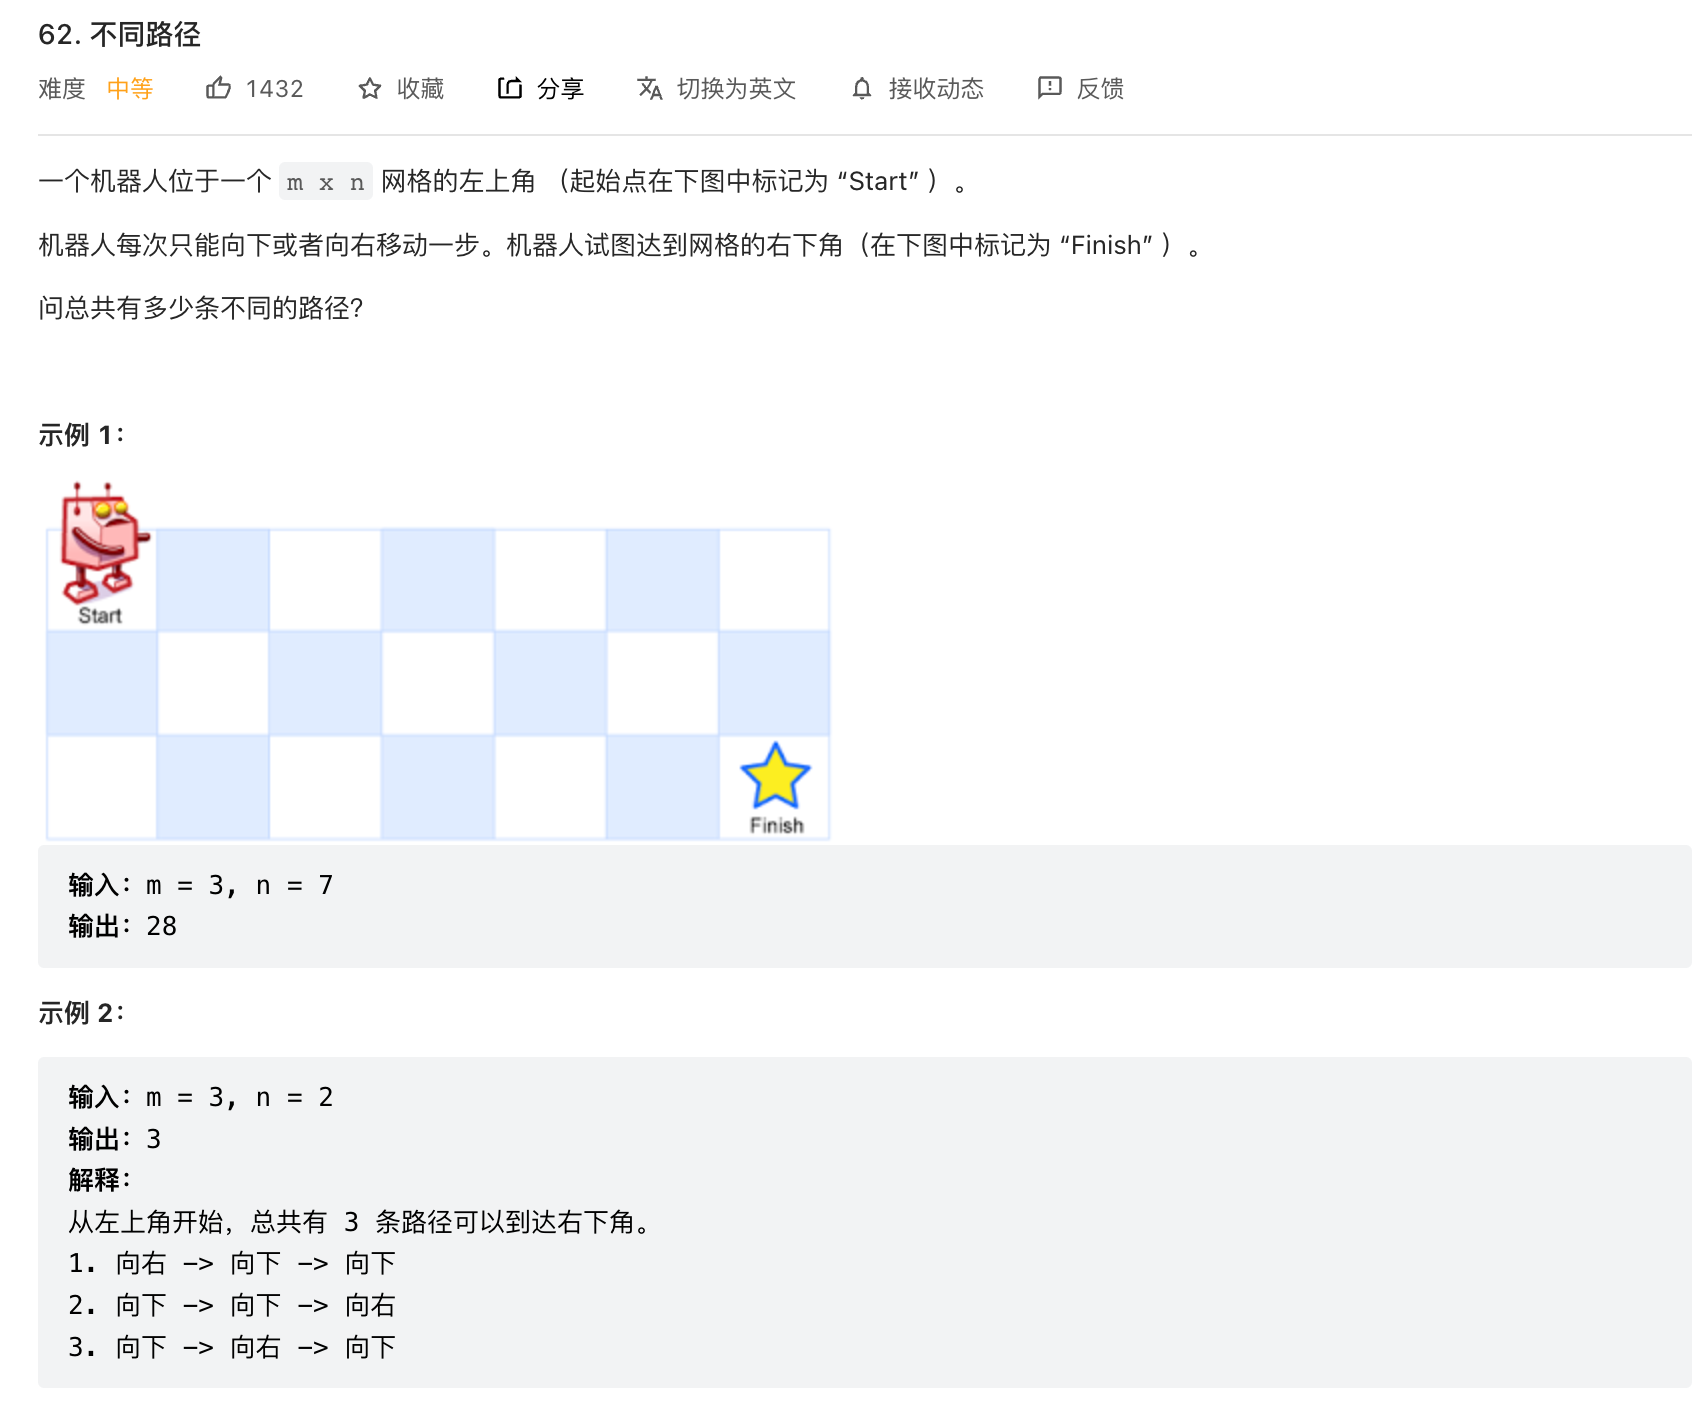 62. 不同路径
难度 中等 1432 收藏 分享 切换为英文 接收动态 反馈
一个机器人位于一个 m x n 网格的左上角 （起始点在下图中标记为 “Start” ）。
机器人每次只能向下或者向右移动一步。机器人试图达到网格的右下角（在下图中标记为 “Finish” ）。
问总共有多少条不同的路径？
示例 1：
Start
Finish
输入：m = 3, n = 7
输出：28
示例 2：
输入：m = 3, n = 2
输出：3
解释：
从左上角开始，总共有 3 条路径可以到达右下角。
1. 向右 -> 向下 -> 向下
2. 向下 -> 向下 -> 向右
3. 向下 -> 向右 -> 向下